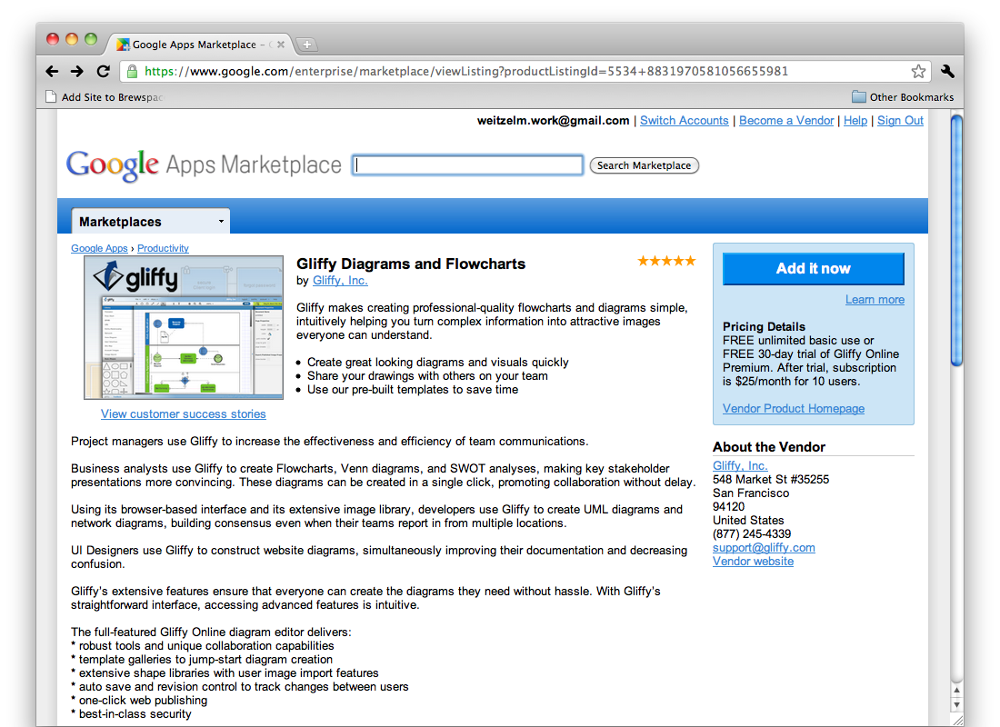 Google Apps Marketplace – 
https://www.google.com/enterprise/marketplace/viewListing?productListingId=5534+8831970581056655981
Add Site to Brewspac
Other Bookmarks
weitzelm.work@gmail.com | Switch Accounts | Become a Vendor | Help | Sign Out
Google Apps Marketplace
Search Marketplace
Marketplaces
Google Apps › Productivity
gliffy
View customer success stories
Gliffy Diagrams and Flowcharts
by Gliffy, Inc.
Gliffy makes creating professional-quality flowcharts and diagrams simple,
intuitively helping you turn complex information into attractive images
everyone can understand.
• Create great looking diagrams and visuals quickly
• Share your drawings with others on your team
• Use our pre-built templates to save time
Project managers use Gliffy to increase the effectiveness and efficiency of team communications.
Business analysts use Gliffy to create Flowcharts, Venn diagrams, and SWOT analyses, making key stakeholder
presentations more convincing. These diagrams can be created in a single click, promoting collaboration without delay.
Using its browser-based interface and its extensive image library, developers use Gliffy to create UML diagrams and
network diagrams, building consensus even when their teams report in from multiple locations.
UI Designers use Gliffy to construct website diagrams, simultaneously improving their documentation and decreasing
confusion.
Gliffy's extensive features ensure that everyone can create the diagrams they need without hassle. With Gliffy's
straightforward interface, accessing advanced features is intuitive.
The full-featured Gliffy Online diagram editor delivers:
* robust tools and unique collaboration capabilities
* template galleries to jump-start diagram creation
* extensive shape libraries with user image import features
* auto save and revision control to track changes between users
* one-click web publishing
* best-in-class security
Add it now
Learn more
Pricing Details
FREE unlimited basic use or
FREE 30-day trial of Gliffy Online
Premium. After trial, subscription
is $25/month for 10 users.
Vendor Product Homepage
About the Vendor
Gliffy, Inc.
548 Market St #35255
San Francisco
94120
United States
(877) 245-4339
support@gliffy.com
Vendor website